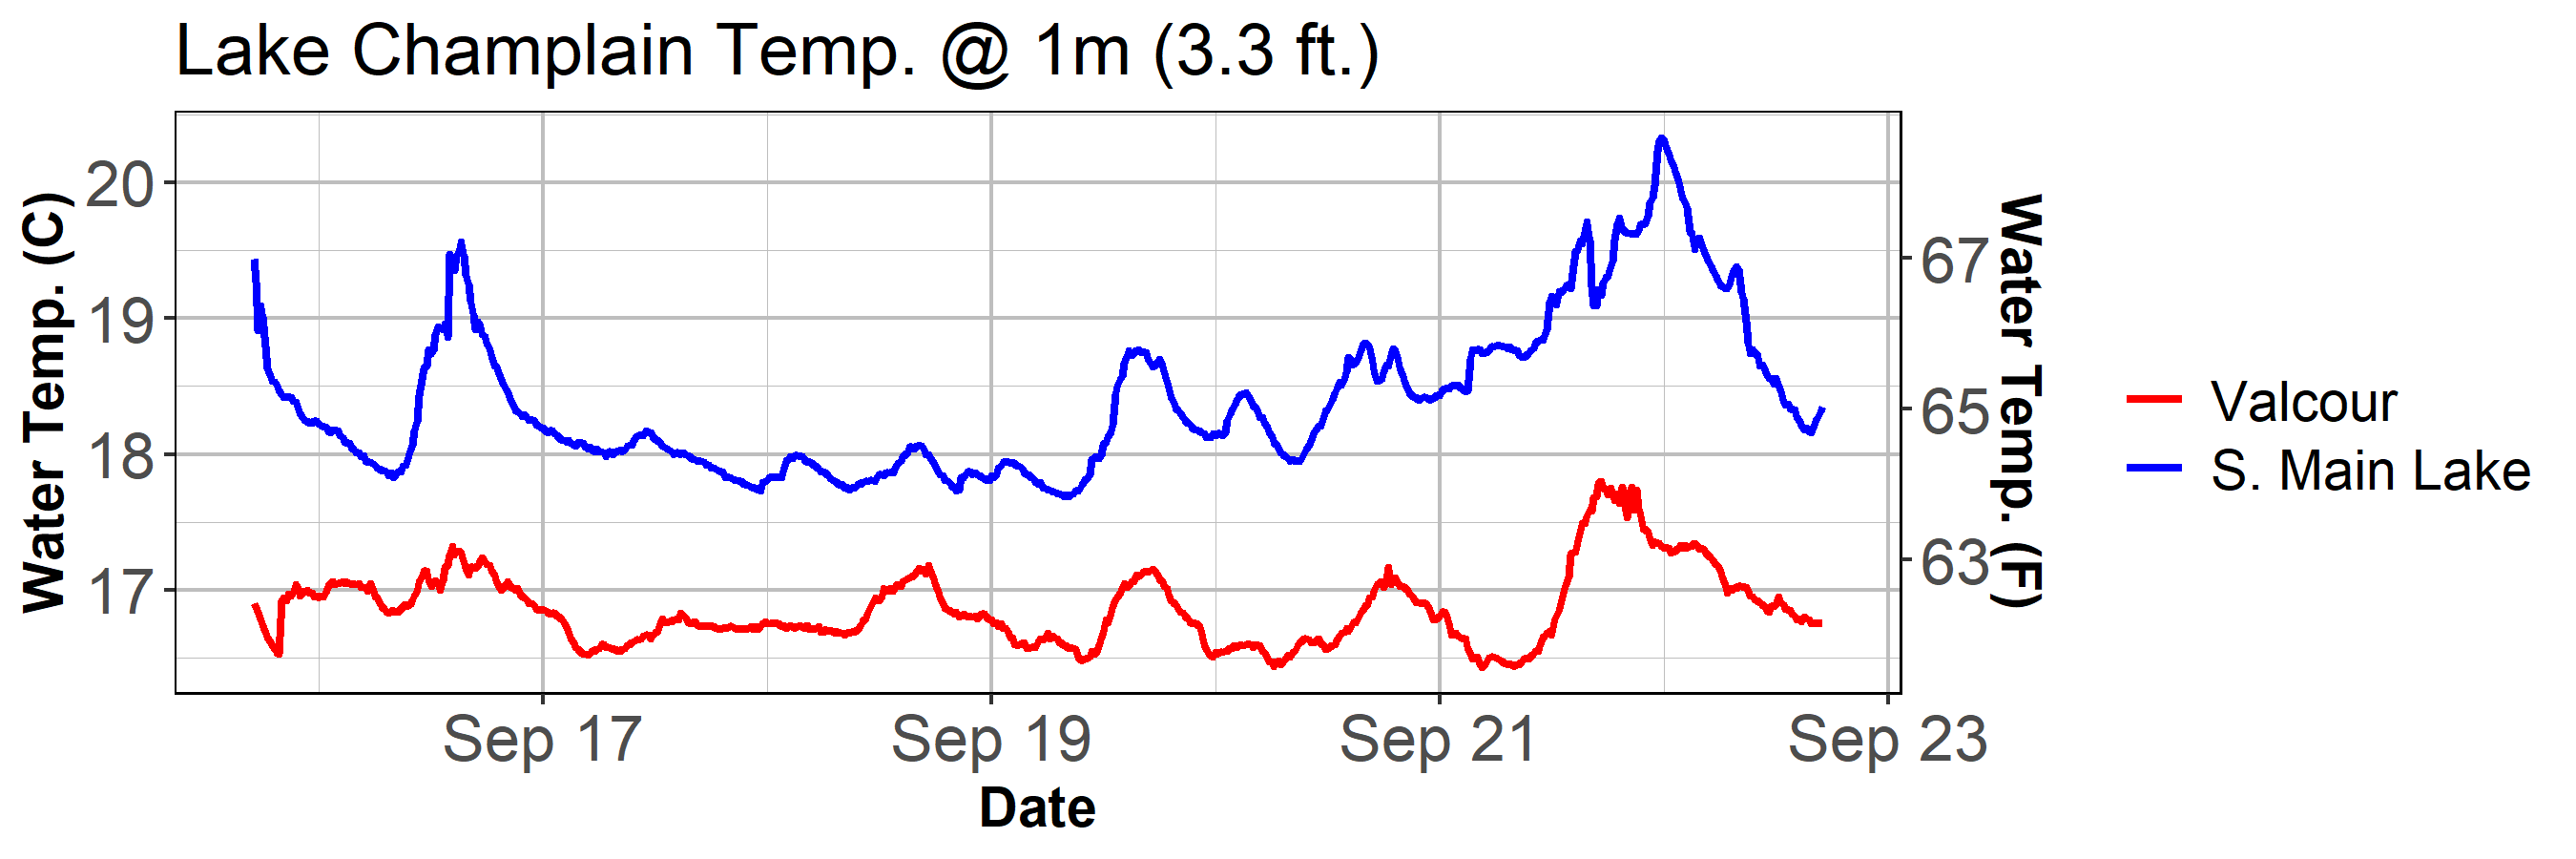 Lake Champlain Temp. @ 1m (3.3 ft.)
Water Temp. (C)
20
19
18
17
Water Temp. (F)
67
65
63
Sep 17
Sep 19
Sep 21
Sep 23
Date
Valcour
S. Main Lake